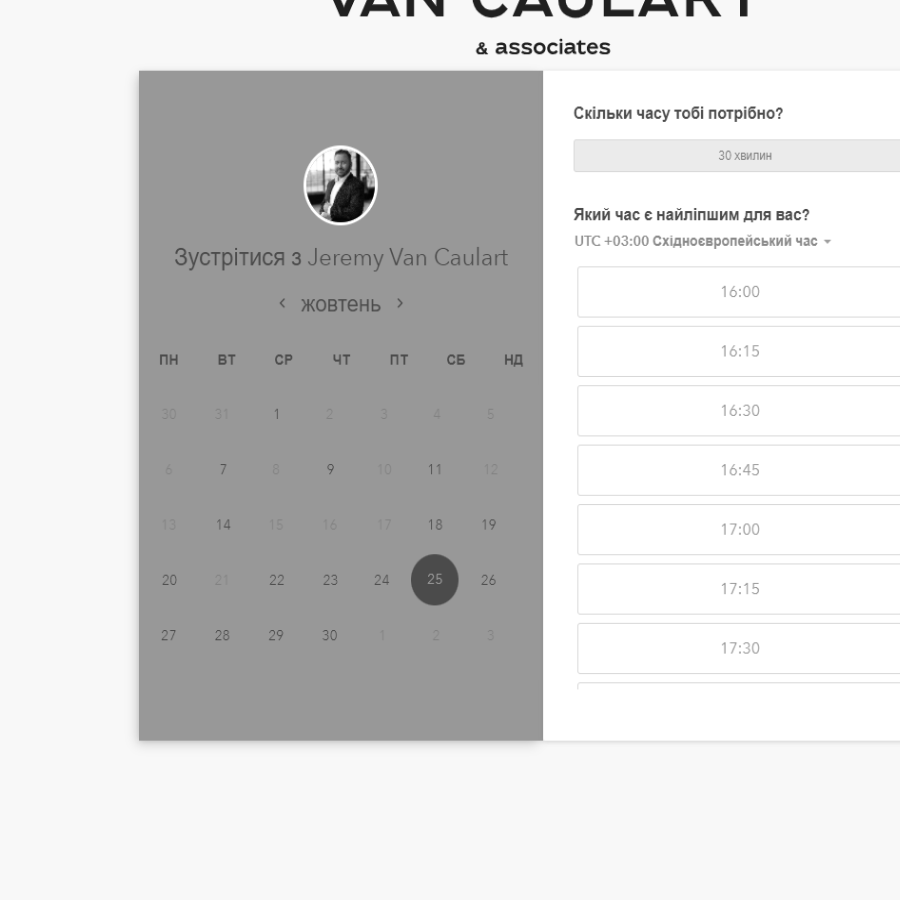 VAN CAULART
& associates
Зустрітися з Jeremy Van Caulart
жовтень
ПН ВТ СР ЧТ ПТ СБ НД
30 31 1 2 3 4 5
6 7 8 9 10 11 12
13 14 15 16 17 18 19
20 21 22 23 24 25 26
27 28 29 30 1 2 3
Скільки часу тобі потрібно?
30 хвилин
Який час є найліпшим для вас?
UTC +03:00 Східноєвропейський час
16:00
16:15
16:30
16:45
17:00
17:15
17:30